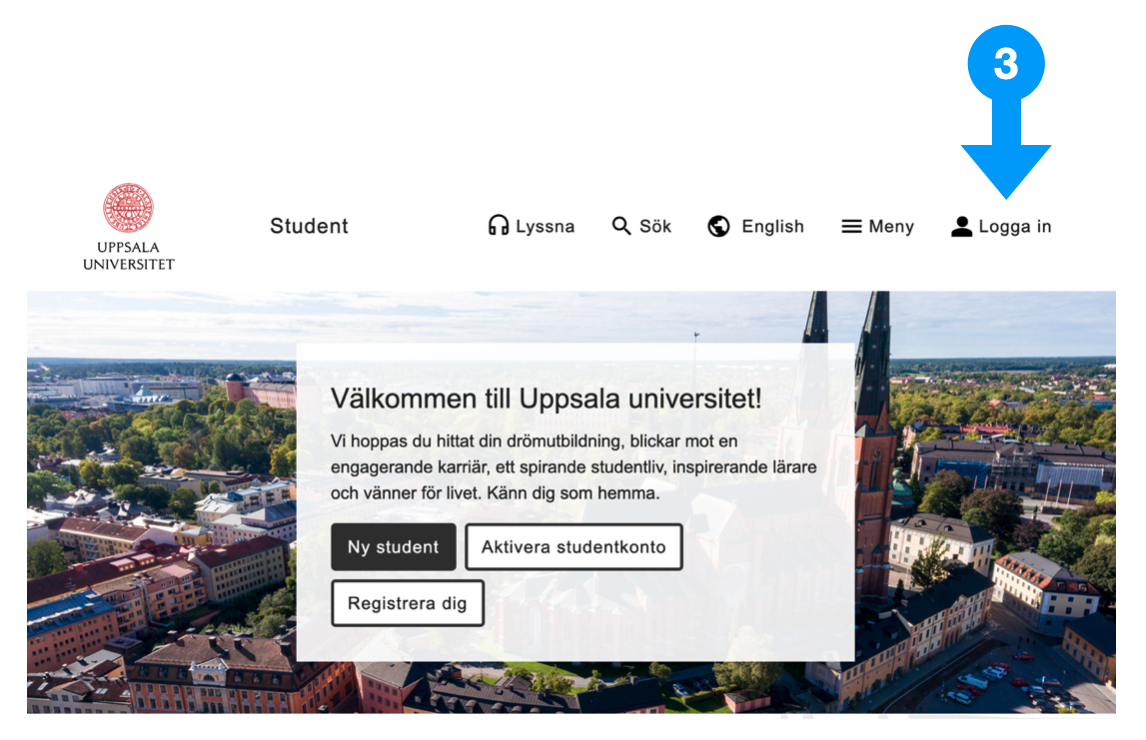 3
UPPSALA
UNIVERSITET
Student
Lyssna
Sök
English
Meny
Logga in
Välkommen till Uppsala universitet!
Vi hoppas du hittat din drömutbildning, blickar mot en
engagerande karriär, ett spirande studentliv, inspirerande lärare
och vänner för livet. Känn dig som hemma.
Ny student
Aktivera studentkonto
Registrera dig